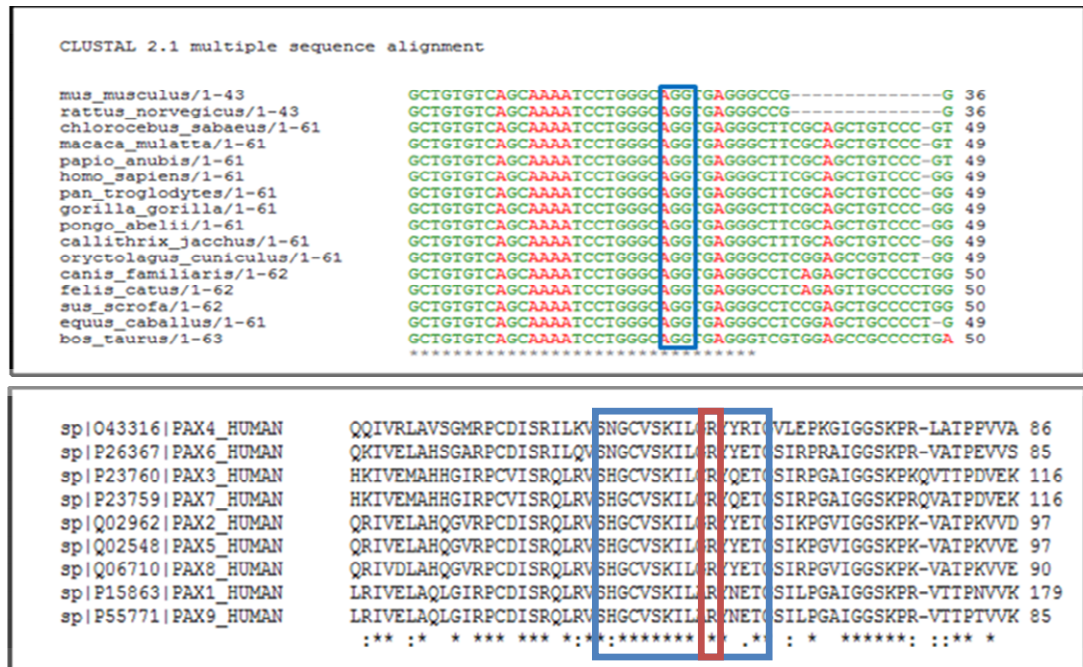 CLUSTAL 2.1 multiple sequence alignment
mus_musculus/1-43 GCTGTGTCAGCAAAATCCTGGGCAGGTGAGGGCCG--------------G 36
rattus_norvegicus/1-43 GCTGTGTCAGCAAAATCCTGGGCAGGTGAGGGCCG--------------G 36
chlorocebus_sabaeus/1-61 GCTGTGTCAGCAAAATCCTGGGCAGGTGAGGGCTTCGCAGCTGTCCC-GT 49
macaca_mulatta/1-61 GCTGTGTCAGCAAAATCCTGGGCAGGTGAGGGCTTCGCAGCTGTCCC-GT 49
papio_anubis/1-61 GCTGTGTCAGCAAAATCCTGGGCAGGTGAGGGCTTCGCAGCTGTCCC-GT 49
homo_sapiens/1-61 GCTGTGTCAGCAAAATCCTGGGCAGGTGAGGGCTTCGCAGCTGTCCC-GG 49
pan_troglodytes/1-61 GCTGTGTCAGCAAAATCCTGGGCAGGTGAGGGCTTCGCAGCTGTCCC-GG 49
gorilla_gorilla/1-61 GCTGTGTCAGCAAAATCCTGGGCAGGTGAGGGCTTCGCAGCTGTCCC-GG 49
pongo_abelii/1-61 GCTGTGTCAGCAAAATCCTGGGCAGGTGAGGGCTTCGCAGCTGTCCC-GG 49
callithrix_jacchus/1-61 GCTGTGTCAGCAAAATCCTGGGCAGGTGAGGGCTTTGCAGCTGTCCC-GG 49
oryctolagus_cuniculus/1-61 GCTGTGTCAGCAAAATCCTGGGCAGGTGAGGGCCTCGGAGCCGTCCT-GG 49
canis_familiaris/1-62 GCTGTGTCAGCAAAATCCTGGGCAGGTGAGGGCCTCAGAGCTGCCCCTGG 50
felis_catus/1-62 GCTGTGTCAGCAAAATCCTGGGCAGGTGAGGGCCTCAGAGTTGCCCCTGG 50
sus_scrofa/1-62 GCTGTGTCAGCAAAATCCTGGGCAGGTGAGGGCCTCCGAGCTGCCCCTGG 50
equus_caballus/1-61 GCTGTGTCAGCAAAATCCTGGGCAGGTGAGGGCCTCGGAGCTGCCCCT-G 49
bos_taurus/1-63 GCTGTGTCAGCAAAATCCTGGGCAGGTGAGGGTCGTGGAGCCGCCCCTGA 50
********************************
sp|O43316|PAX4_HUMAN QQIVRLAVSGMRPCDISRILKVSNGCVSKILGRYYRTGVLEPKGIGGSKPR-LATPPVVA 86
sp|P26367|PAX6_HUMAN QKIVELAHSGARPCDISRILQVSNGCVSKILGRYYETGSIRPRAIGGSKPR-VATPEVVS 85
sp|P23760|PAX3_HUMAN HKIVEMAHHGIRPCVISRQLRVSHGCVSKILCRYQETGSIRPGAIGGSKPKQVTTPDVEK 116
sp|P23759|PAX7_HUMAN HKIVEMAHHGIRPCVISRQLRVSHGCVSKILCRYQETGSIRPGAIGGSKPRQVATPDVEK 116
sp|Q02962|PAX2_HUMAN QRIVELAHQGVRPCDISRQLRVSHGCVSKILGRYYETGSIKPGVIGGSKPK-VATPKVVD 97
sp|Q02548|PAX5_HUMAN QRIVELAHQGVRPCDISRQLRVSHGCVSKILGRYYETGSIKPGVIGGSKPK-VATPKVVE 97
sp|Q06710|PAX8_HUMAN QRIVDLAHQGVRPCDISRQLRVSHGCVSKILGRYYETGSIRPGVIGGSKPK-VATPKVVE 90
sp|P15863|PAX1_HUMAN LRIVELAQLGIRPCDISRQLRVSHGCVSKILARYNETGSILPGAIGGSKPR-VTTPNVVK 179
sp|P55771|PAX9_HUMAN LRIVELAQLGIRPCDISRQLRVSHGCVSKILARYNETGSILPGAIGGSKPR-VTTPTVVK 85
:** :*  * *** *** *:**:******* ** .** : *  ******: ::** *